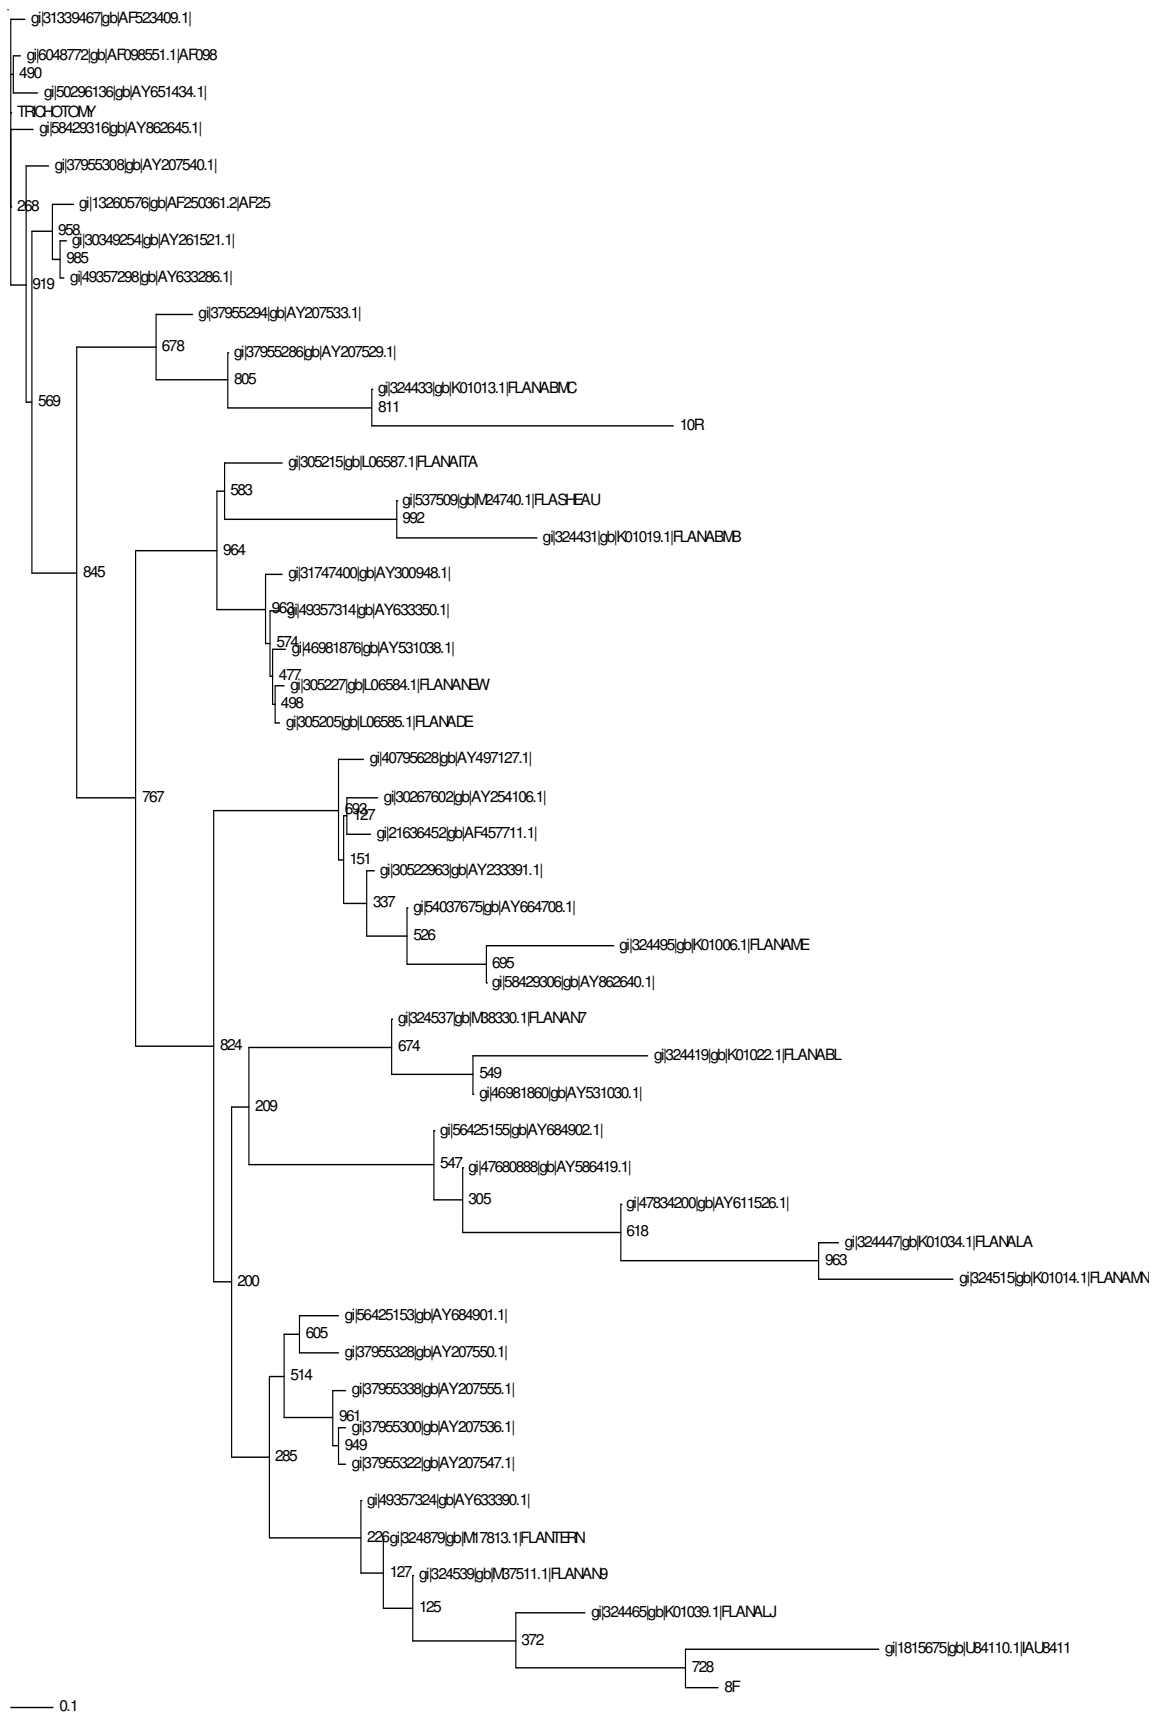 gi|31339467|gb|AF523409.1|
gi|6048772|gb|AF098551.1|AF098
490
gi|50296136|gb|AY651434.1|
TRICHOTOMY
gi|58429316|gb|AY862645.1|
gi|37955308|gb|AY207540.1|
268
gi|13260576|gb|AF250361.2|AF25
958
gi|30349254|gb|AY261521.1|
985
gi|49357298|gb|AY633286.1|
919
gi|37955294|gb|AY207533.1|
678
gi|37955286|gb|AY207529.1|
805
gi|324433|gb|K01013.1|FLANABMC
569
811
10R
gi|305215|gb|L06587.1|FLANAITA
583
gi|537509|gb|M24740.1|FLASHEAU
992
gi|324431|gb|K01019.1|FLANABMB
964
845
gi|31747400|gb|AY300948.1|
963
gi|49357314|gb|AY633350.1|
574
gi|46981876|gb|AY531038.1|
477
gi|305227|gb|L06584.1|FLANANEW
498
gi|305205|gb|L06585.1|FLANADE
gi|40795628|gb|AY497127.1|
767
gi|30267602|gb|AY254106.1|
693
127
gi|21636452|gb|AF457711.1|
151
gi|30522963|gb|AY233391.1|
337
gi|54037675|gb|AY664708.1|
526
gi|324495|gb|K01006.1|FLANAME
695
gi|58429306|gb|AY862640.1|
gi|324537|gb|M38330.1|FLANAN7
824
674
gi|324419|gb|K01022.1|FLANABL
549
gi|46981860|gb|AY531030.1|
209
gi|56425155|gb|AY684902.1|
547
gi|47680888|gb|AY586419.1|
305
gi|47834200|gb|AY611526.1|
618
gi|324447|gb|K01034.1|FLANALA
963
gi|324515|gb|K01014.1|FLANAMN
200
gi|56425153|gb|AY684901.1|
605
gi|37955328|gb|AY207550.1|
514
gi|37955338|gb|AY207555.1|
961
gi|37955300|gb|AY207536.1|
949
285
gi|37955322|gb|AY207547.1|
gi|49357324|gb|AY633390.1|
226
gi|324879|gb|M17813.1|FLANTERN
127
gi|324539|gb|M37511.1|FLANAN9
125
gi|324465|gb|K01039.1|FLANALJ
372
gi|1815675|gb|U84110.1|IAU8411
728
8F
0.1